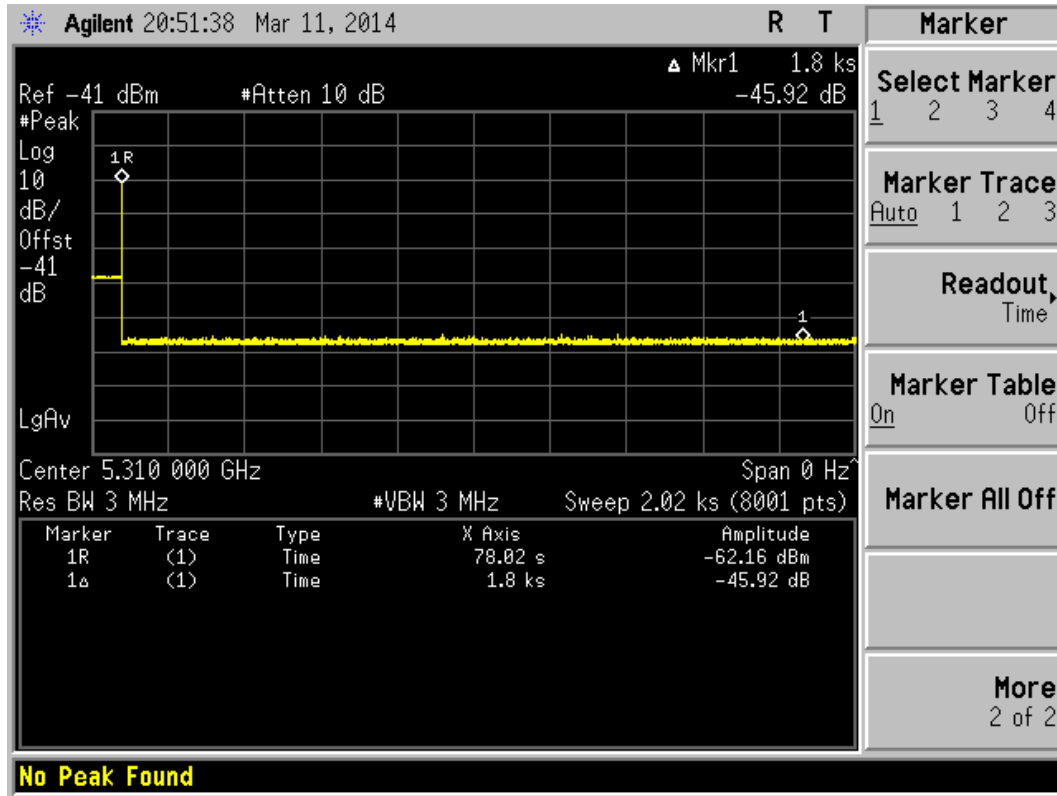 Agilent 20:51:38 Mar 11, 2014 R T
Δ Mkr1 1.8 ks
Ref -41 dBm #Atten 10 dB -45.92 dB
#Peak
Log
10
dB/
Offst
-41
dB
1R
1
LgAv
Center 5.310 000 GHz Span 0 Hz^
Res BW 3 MHz #VBW 3 MHz Sweep 2.02 ks (8001 pts)
Marker Trace Type X Axis Amplitude
1R (1) Time 78.02 s -62.16 dBm
1Δ (1) Time 1.8 ks -45.92 dB
No Peak Found
Marker
Select Marker
1 2 3 4
Marker Trace
Auto 1 2 3
Readout
Time
Marker Table
On Off
Marker All Off
More
2 of 2